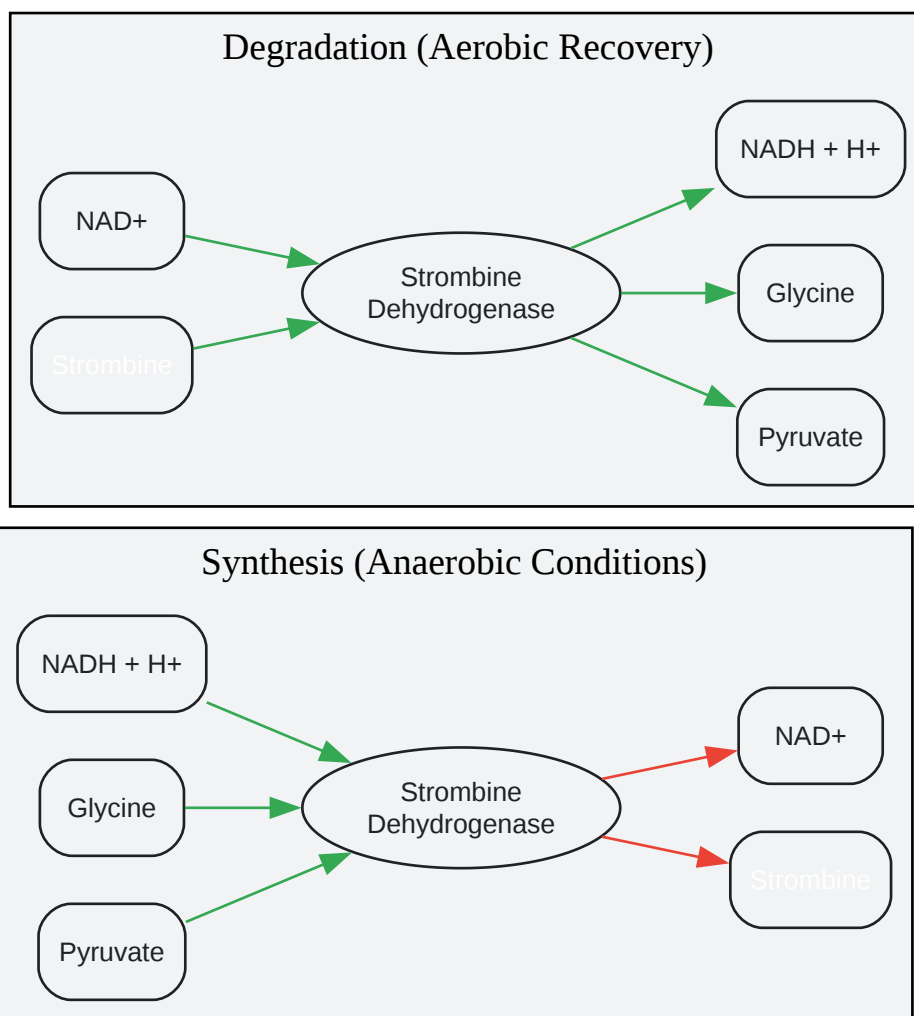 Degradation (Aerobic Recovery)
NADH + H+
NAD+
Strombine
Dehydrogenase
Glycine
Strombine
Pyruvate
Synthesis (Anaerobic Conditions)
NADH + H+
NAD+
Glycine
Strombine
Dehydrogenase
Strombine
Pyruvate